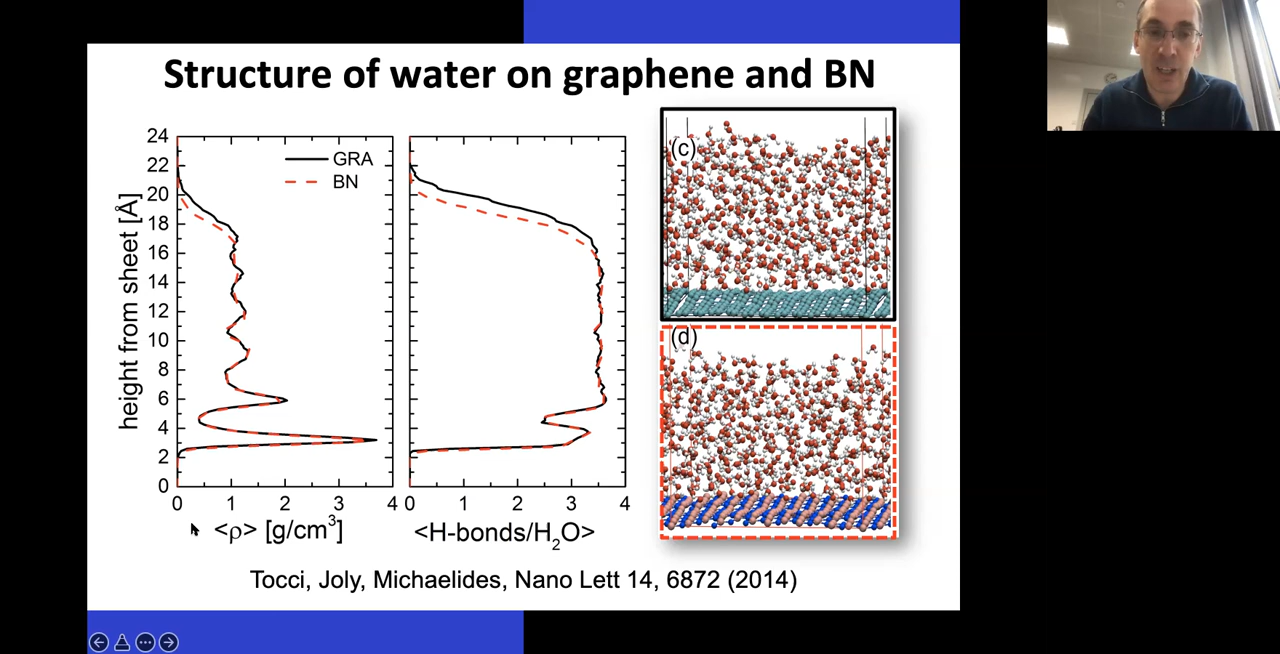 Structure of water on graphene and BN
24
22
20
18
16
14
12
10
8
6
4
2
0
height from sheet [Å]
GRA
BN
0 1 2 3 4
<ρ> [g/cm³]
0 1 2 3 4
<H-bonds/H₂O>
(c)
(d)
Tocci, Joly, Michaelides, Nano Lett 14, 6872 (2014)